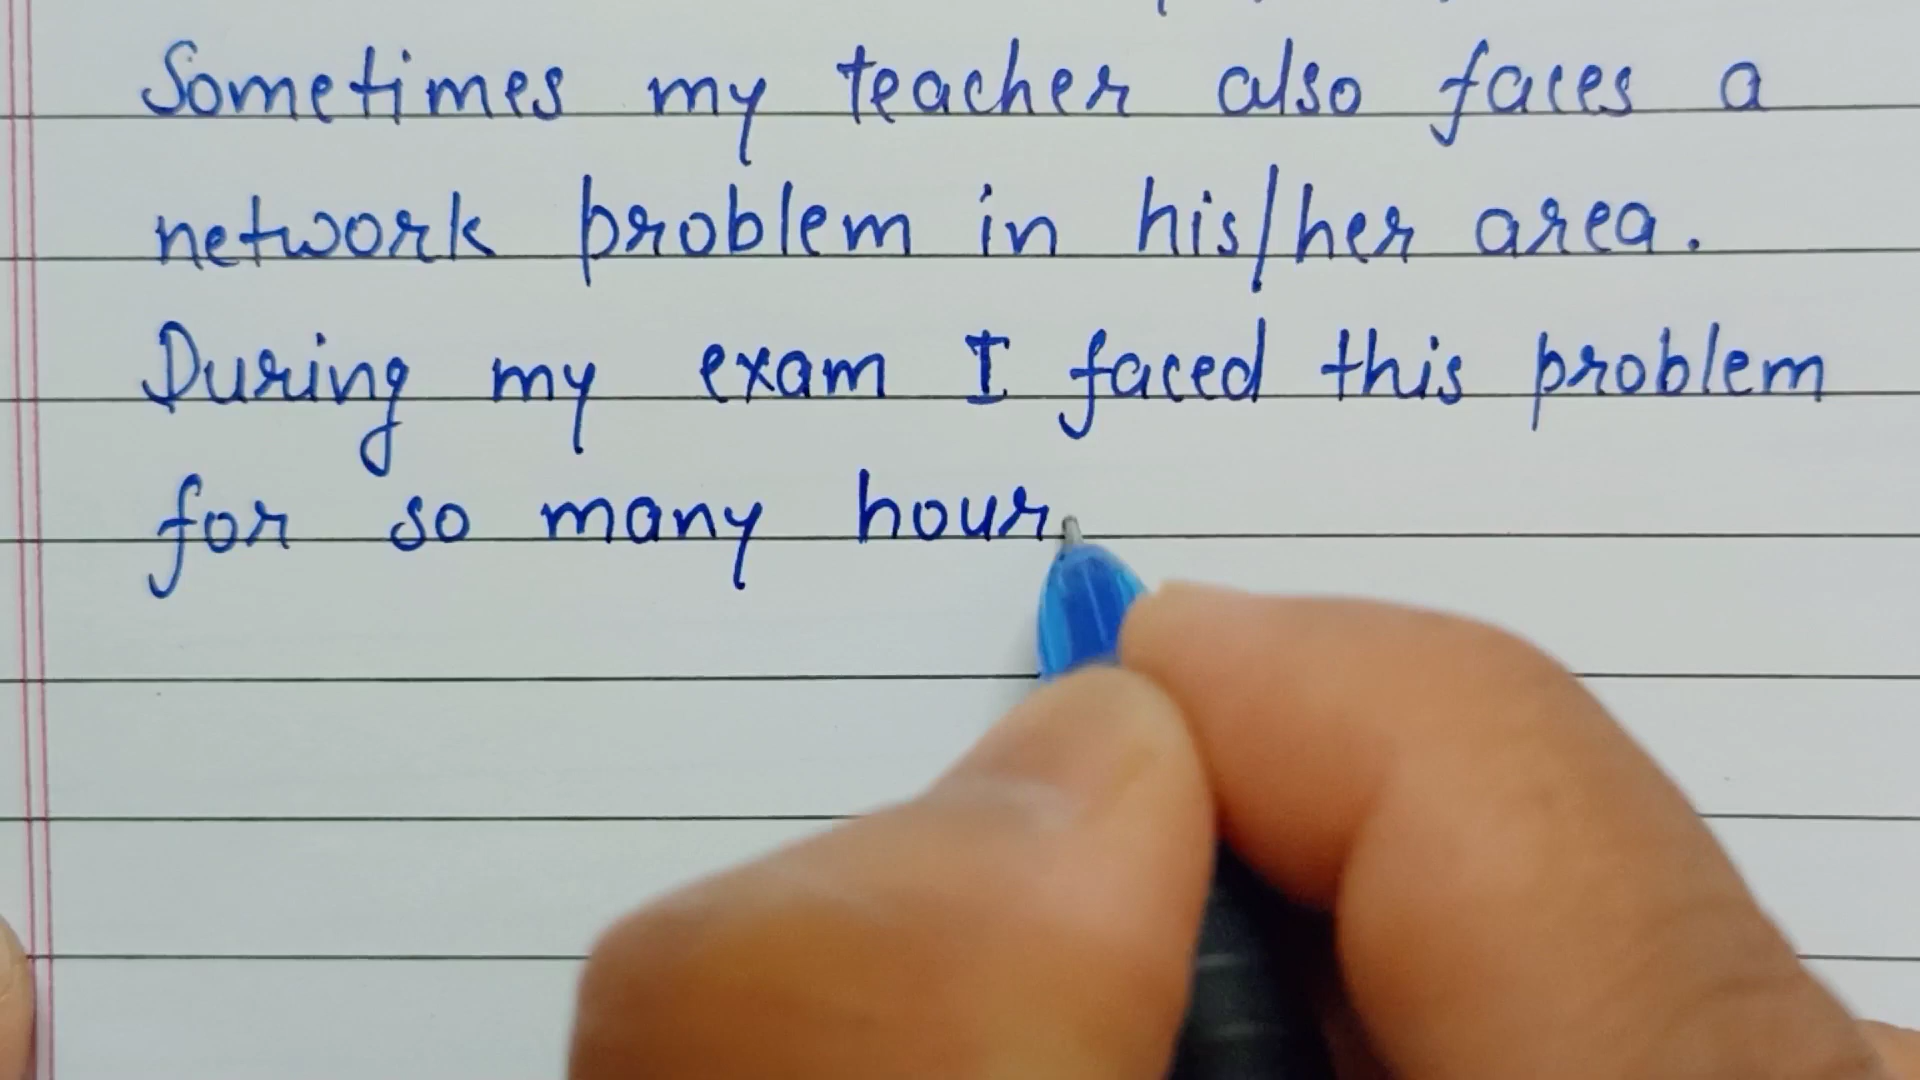 Sometimes my teacher also faces a
network problem in his/her area.
During my exam I faced this problem
for so many hour